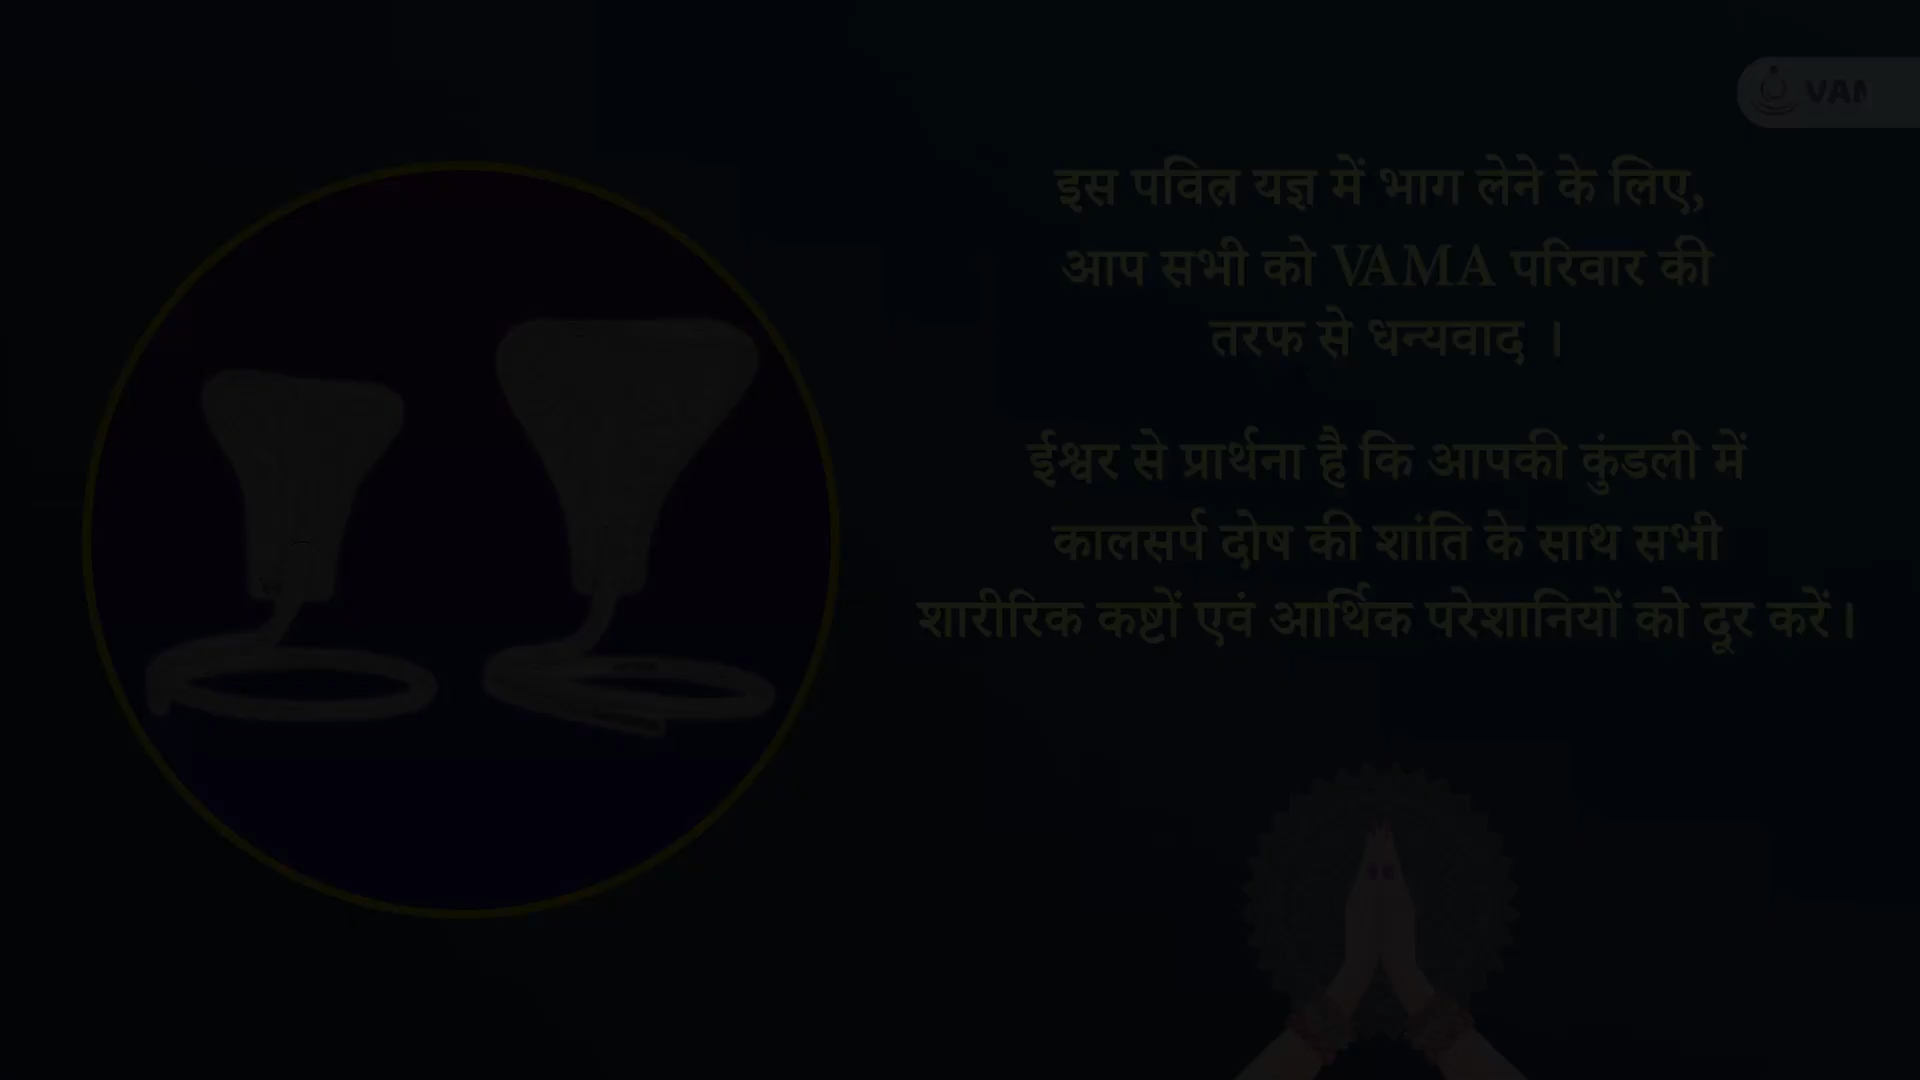 VAM
इस पवित्र यज्ञ में भाग लेने के लिए,
आप सभी को VAMA परिवार की
तरफ से धन्यवाद ।
ईश्वर से प्रार्थना है कि आपकी कुंडली में
कालसर्प दोष की शांति के साथ सभी
शारीरिक कष्टों एवं आर्थिक परेशानियों को दूर करें।